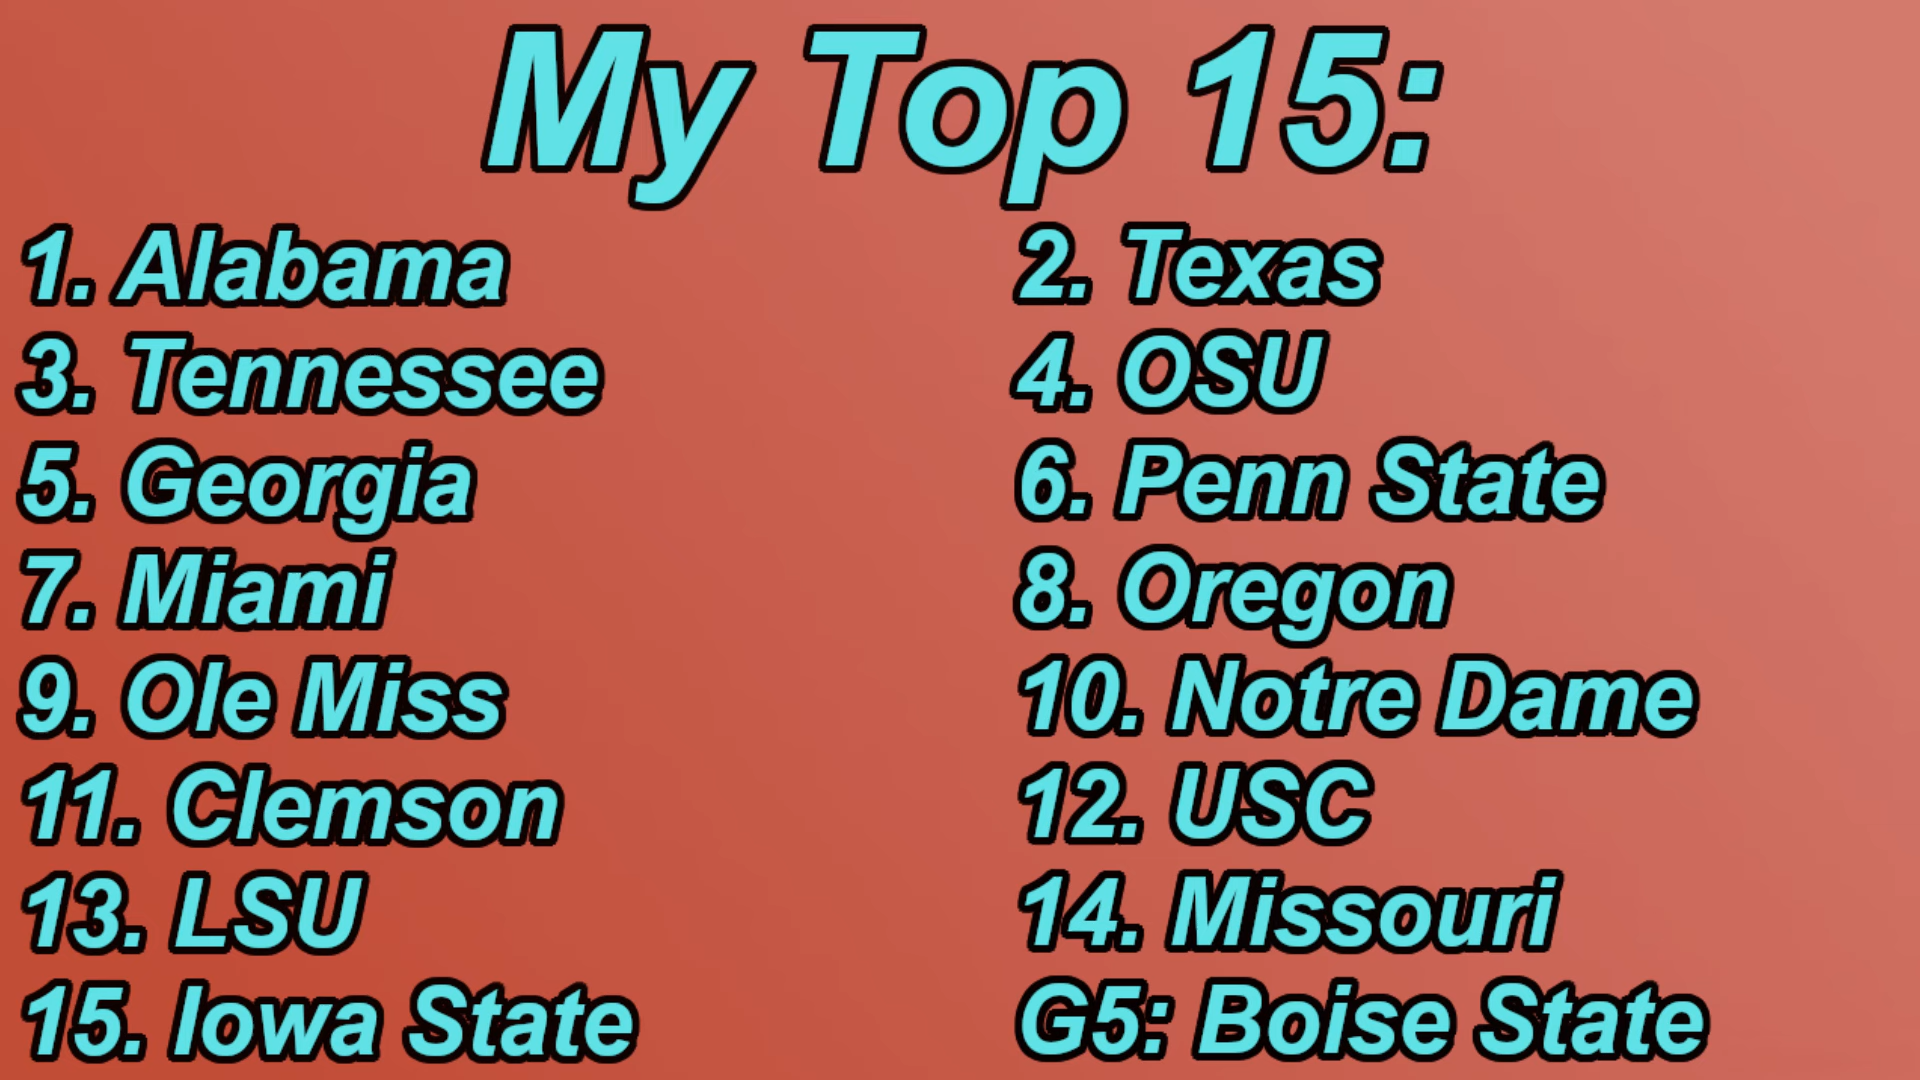 My Top 15:
1. Alabama
2. Texas
3. Tennessee
4. OSU
5. Georgia
6. Penn State
7. Miami
8. Oregon
9. Ole Miss
10. Notre Dame
11. Clemson
12. USC
13. LSU
14. Missouri
15. Iowa State
G5: Boise State